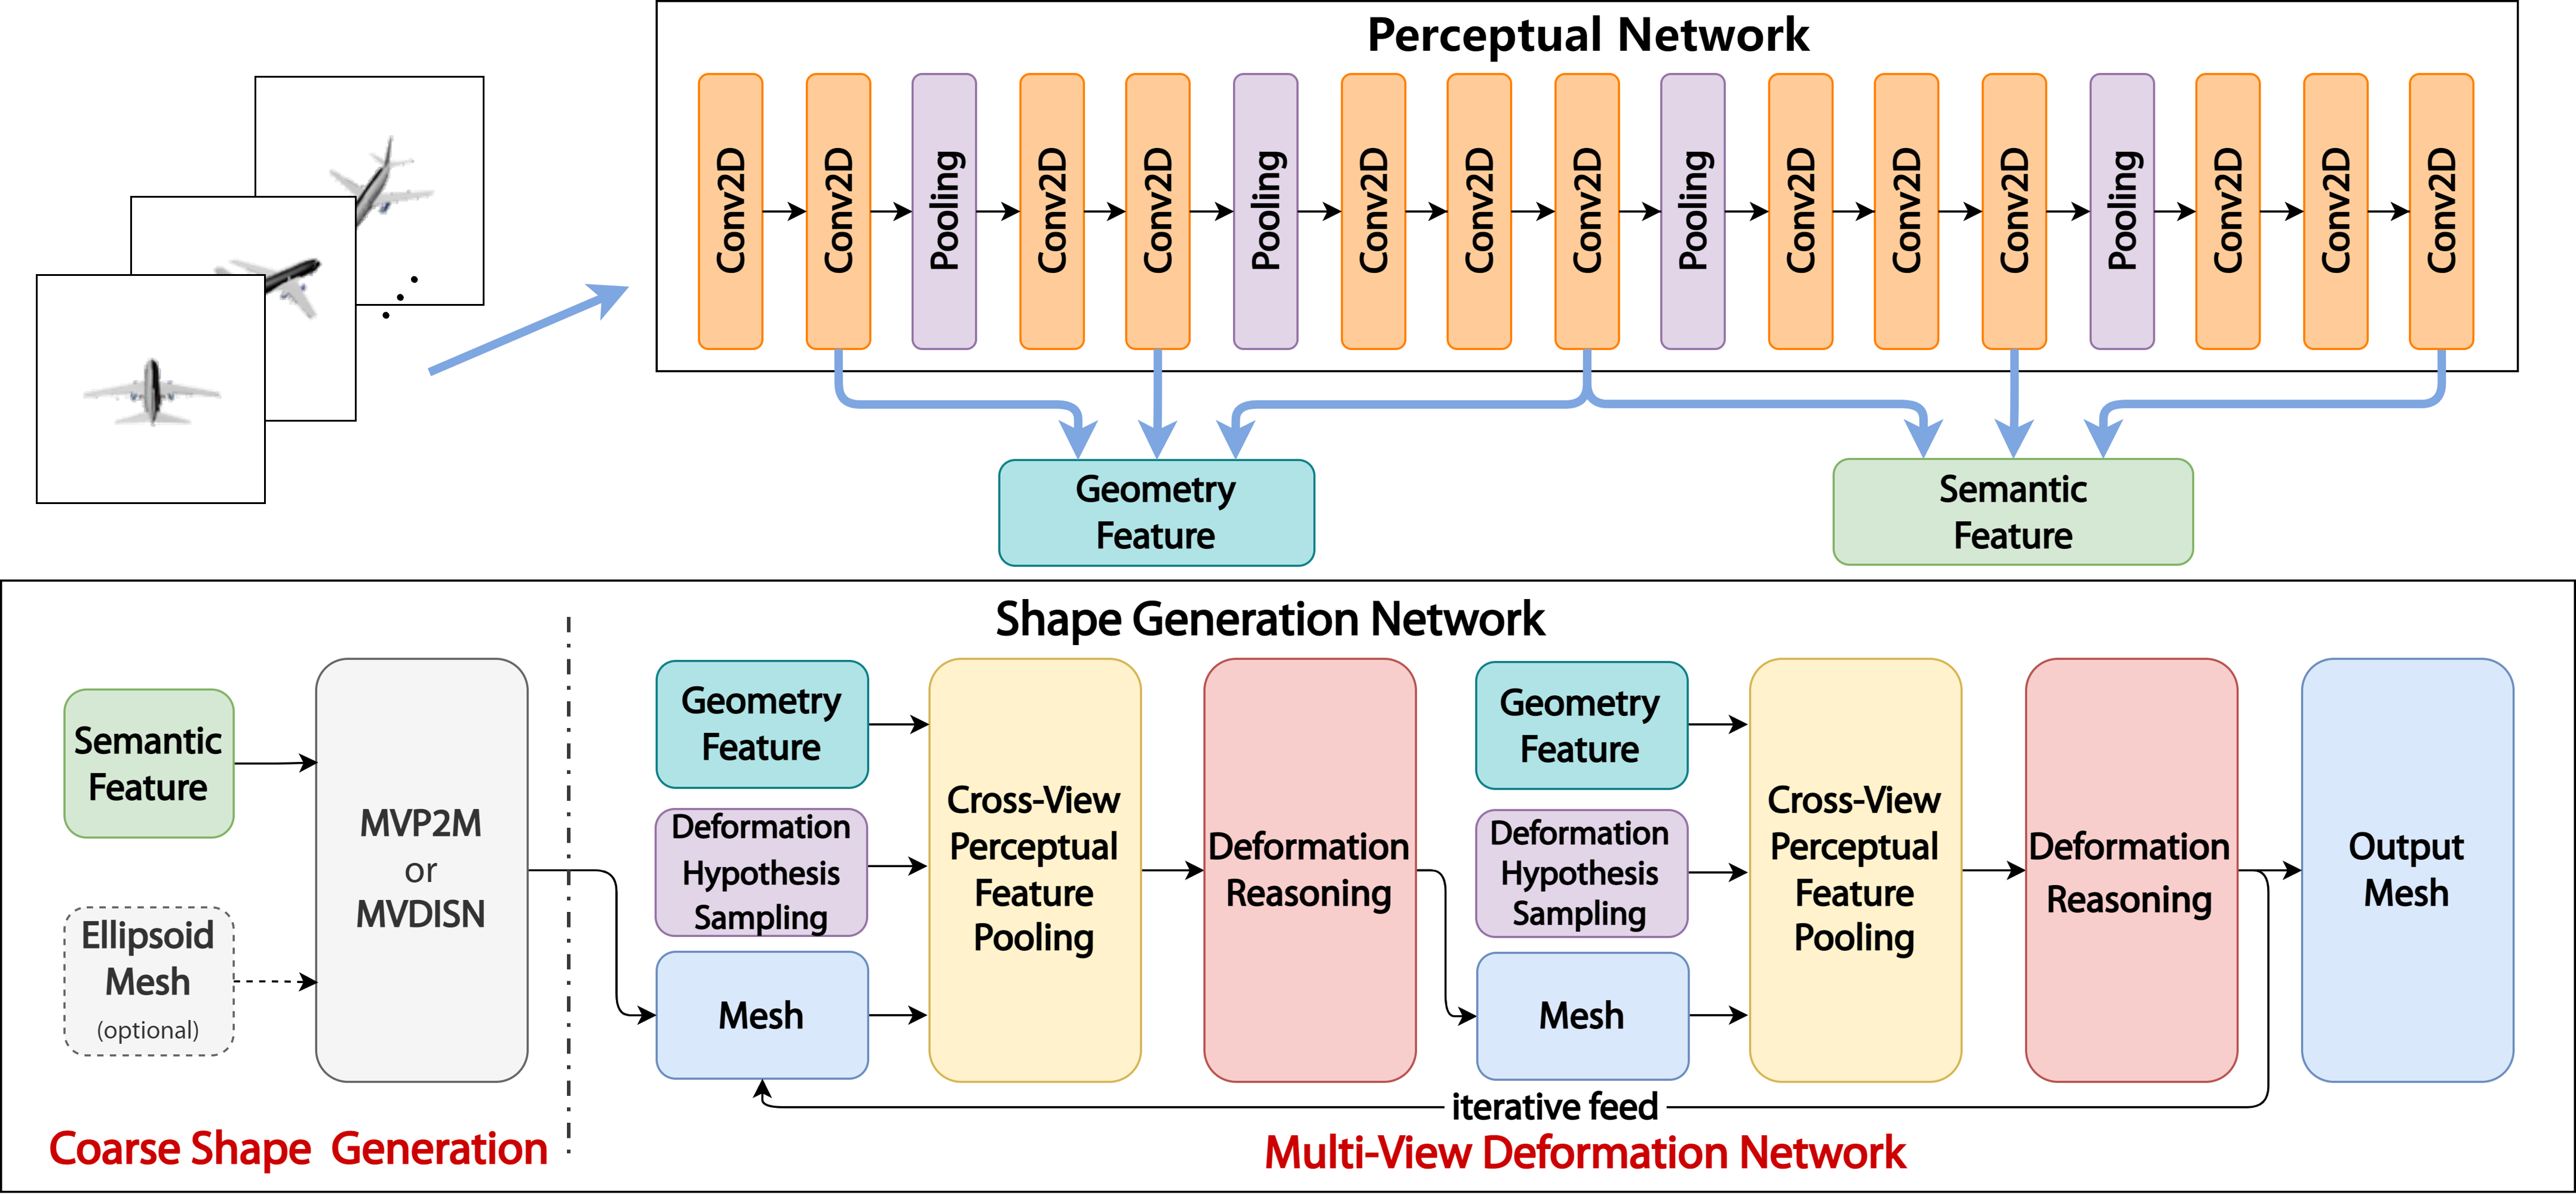 Perceptual Network
Conv2D
Conv2D
Pooling
Conv2D
Conv2D
Pooling
Conv2D
Conv2D
Conv2D
Pooling
Conv2D
Conv2D
Conv2D
Pooling
Conv2D
Conv2D
Conv2D
Geometry
Feature
Semantic
Feature
Shape Generation Network
Semantic
Feature
Ellipsoid
Mesh
(optional)
MVP2M
or
MVDISN
Geometry
Feature
Deformation
Hypothesis
Sampling
Mesh
Cross-View
Perceptual
Feature
Pooling
Deformation
Reasoning
Geometry
Feature
Deformation
Hypothesis
Sampling
Mesh
Cross-View
Perceptual
Feature
Pooling
Deformation
Reasoning
Output
Mesh
iterative feed
Coarse Shape Generation
Multi-View Deformation Network